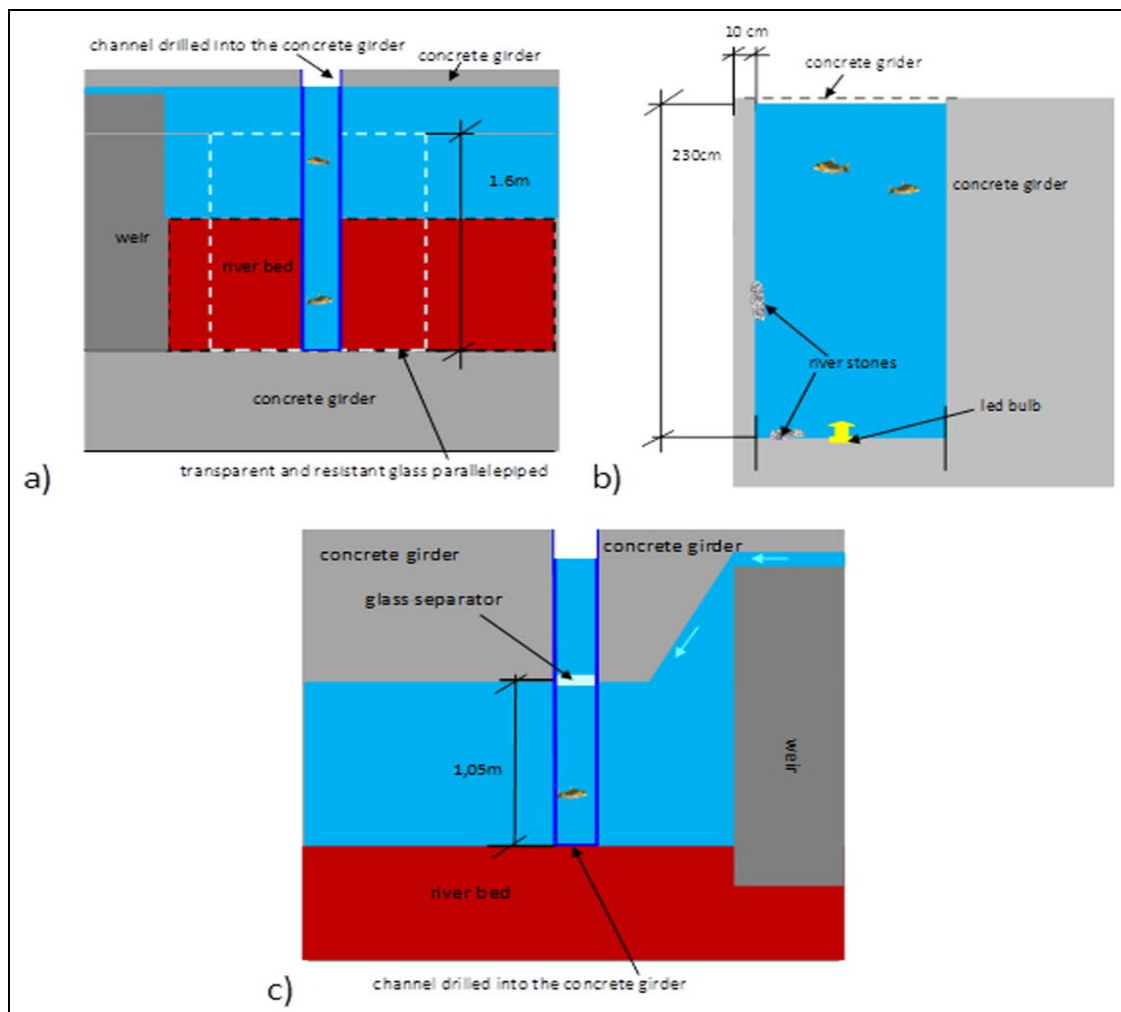 channel drilled into the concrete girder
concrete girder
1.6m
weir
river bed
concrete girder
transparent and resistant glass parallelepiped
a)
10 cm
concrete grider
230cm
concrete girder
river stones
led bulb
b)
concrete girder
concrete girder
glass separator
1,05m
weir
river bed
channel drilled into the concrete girder
c)